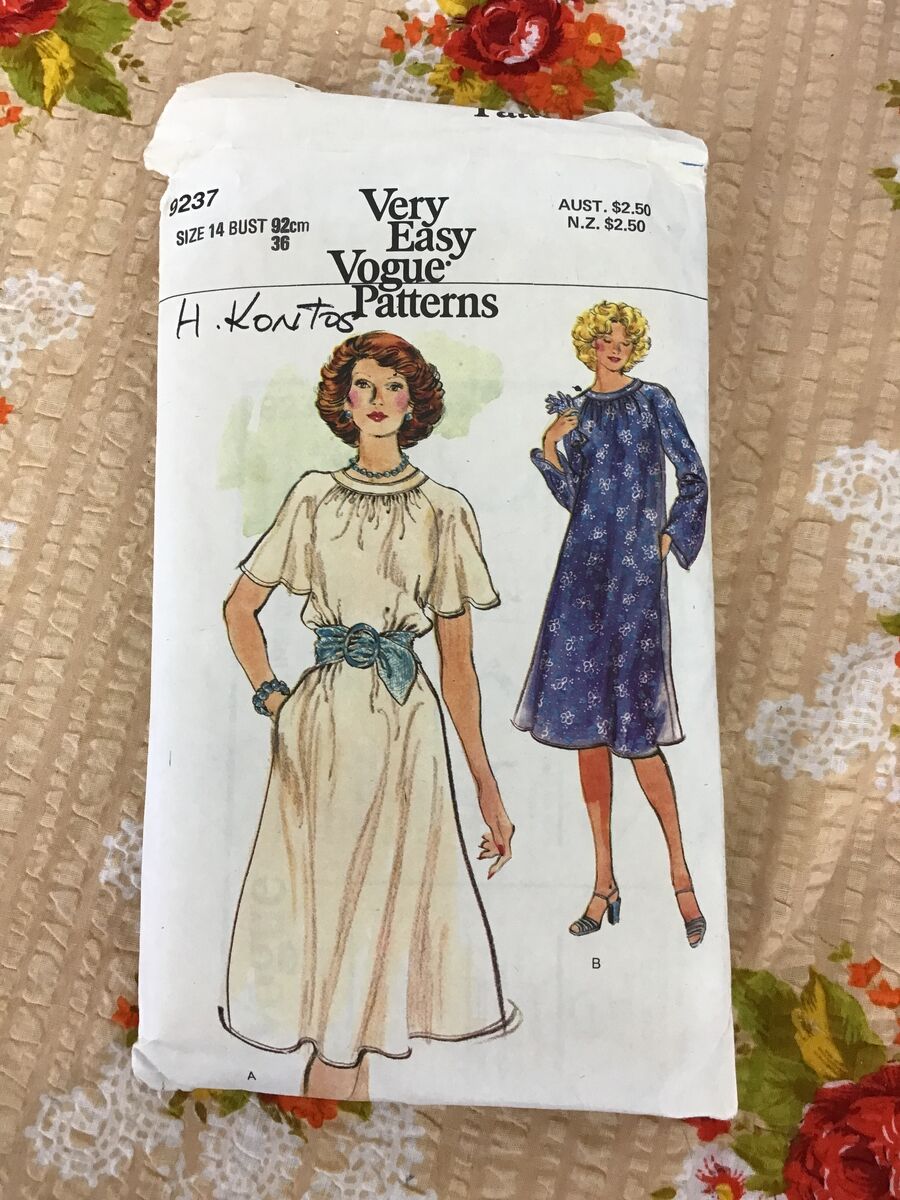 9237
SIZE 14 BUST 92cm
36
Very
Easy
Vogue
Patterns
AUST. $2.50
N.Z. $2.50
H. Kontos
A
B